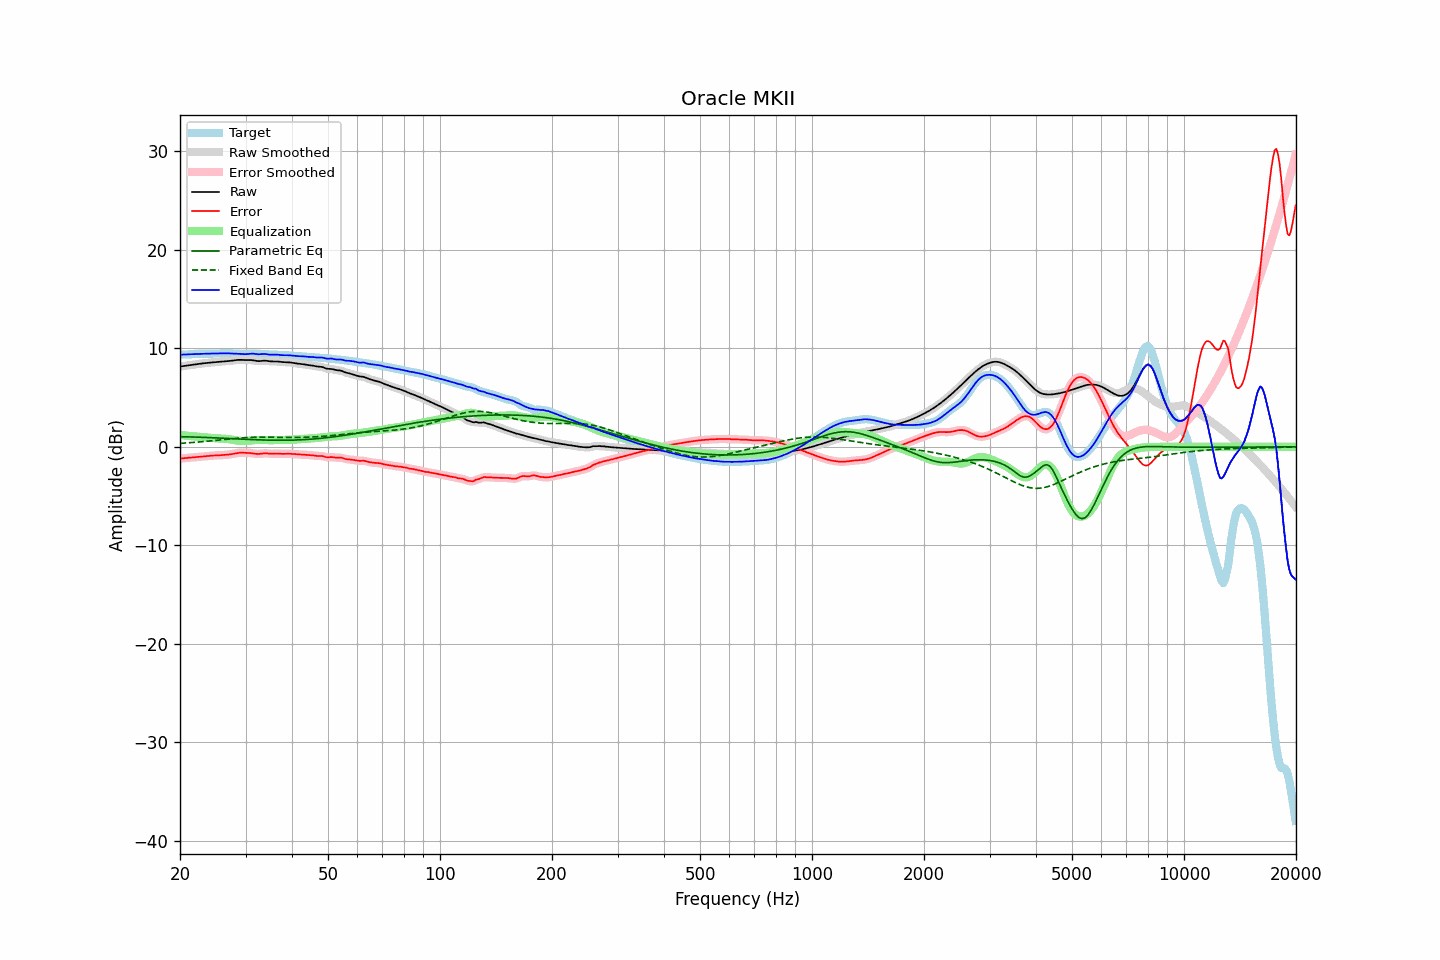 Oracle MKII
Target
Raw Smoothed
Error Smoothed
Raw
Error
Equalization
Parametric Eq
Fixed Band Eq
Equalized
30
20
10
0
−10
−20
−30
−40
Amplitude (dBr)
20 50 100 200 500 1000 2000 5000 10000 20000
Frequency (Hz)